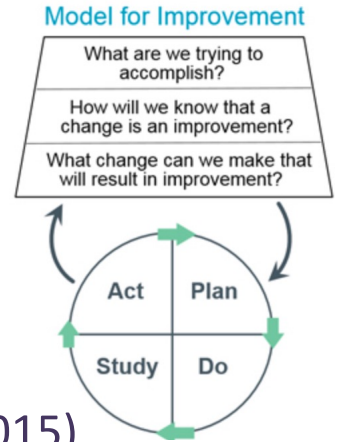 Model for Improvement
What are we trying to
accomplish?
How will we know that a
change is an improvement?
What change can we make that
will result in improvement?
Act Plan
Study Do
015)